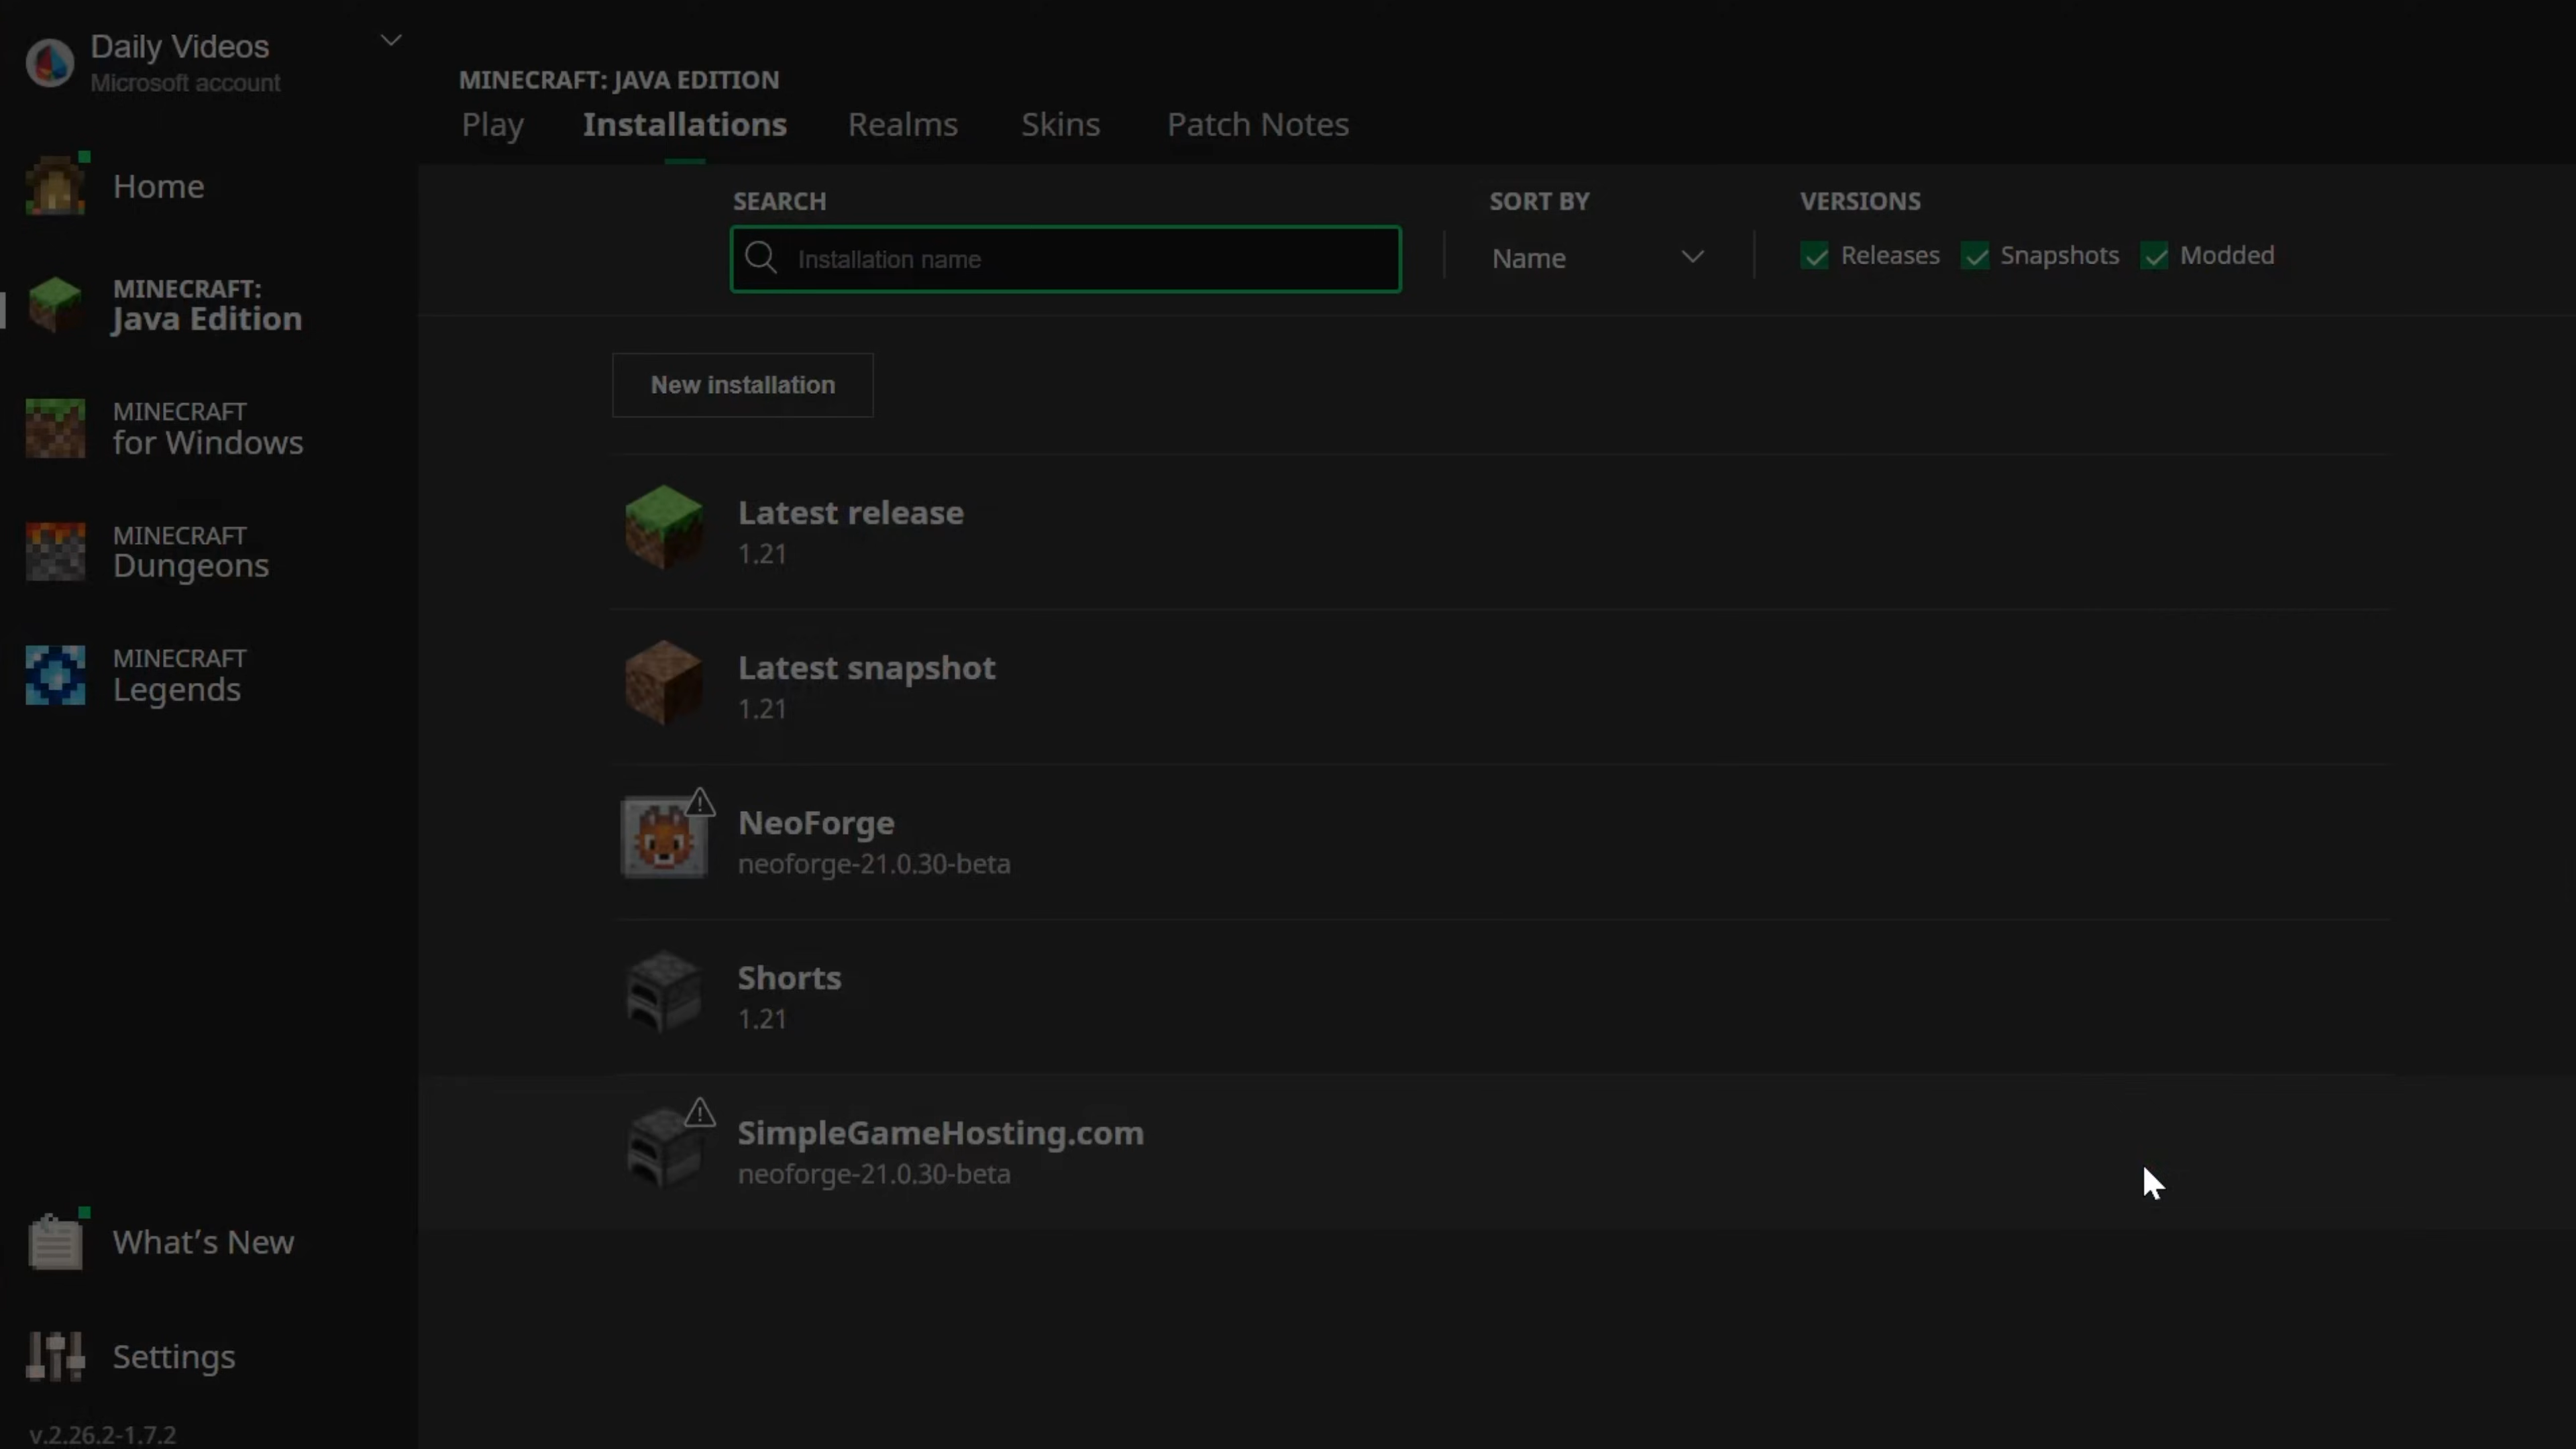 Daily Videos
Microsoft account
Home
MINECRAFT:
Java Edition
MINECRAFT
for Windows
MINECRAFT
Dungeons
MINECRAFT
Legends
What's New
Settings
v.2.26.2-1.7.2
MINECRAFT: JAVA EDITION
Play Installations Realms Skins Patch Notes
SEARCH SORT BY VERSIONS
Installation name Name Releases Snapshots Modded
New installation
Latest release
1.21
Latest snapshot
1.21
NeoForge
neoforge-21.0.30-beta
Shorts
1.21
SimpleGameHosting.com
neoforge-21.0.30-beta